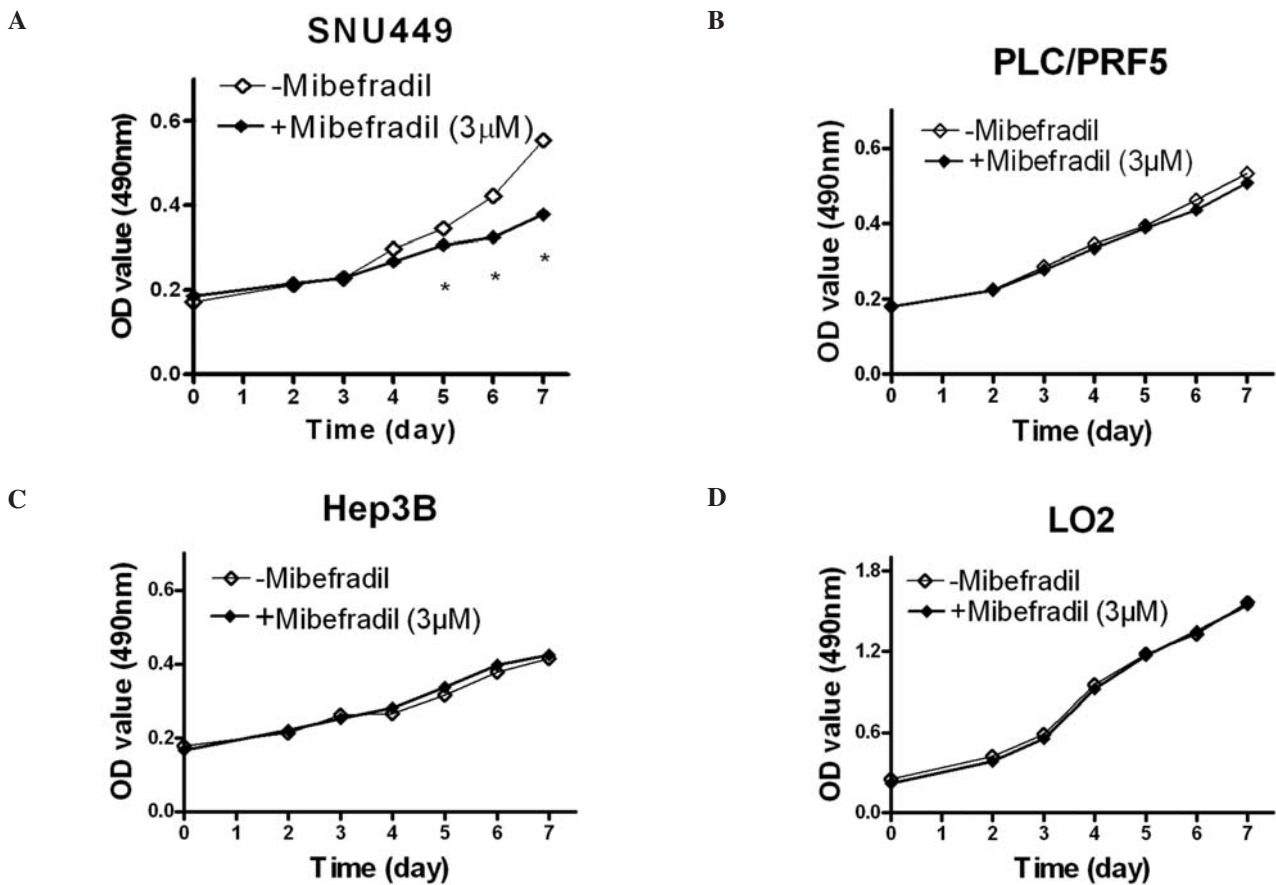 A
SNU449
-Mibefradil
+Mibefradil (3μM)
OD value (490nm)
0.6
0.4
0.2
0.0
0 1 2 3 4 5 6 7
* * *
Time (day)
B
PLC/PRF5
-Mibefradil
+Mibefradil (3µM)
OD value (490nm)
0.6
0.4
0.2
0.0
0 1 2 3 4 5 6 7
Time (day)
C
Hep3B
-Mibefradil
+Mibefradil (3µM)
OD value (490nm)
0.6
0.4
0.2
0.0
0 1 2 3 4 5 6 7
Time (day)
D
LO2
-Mibefradil
+Mibefradil (3µM)
OD value (490nm)
1.8
1.2
0.6
0.0
0 1 2 3 4 5 6 7
Time (day)